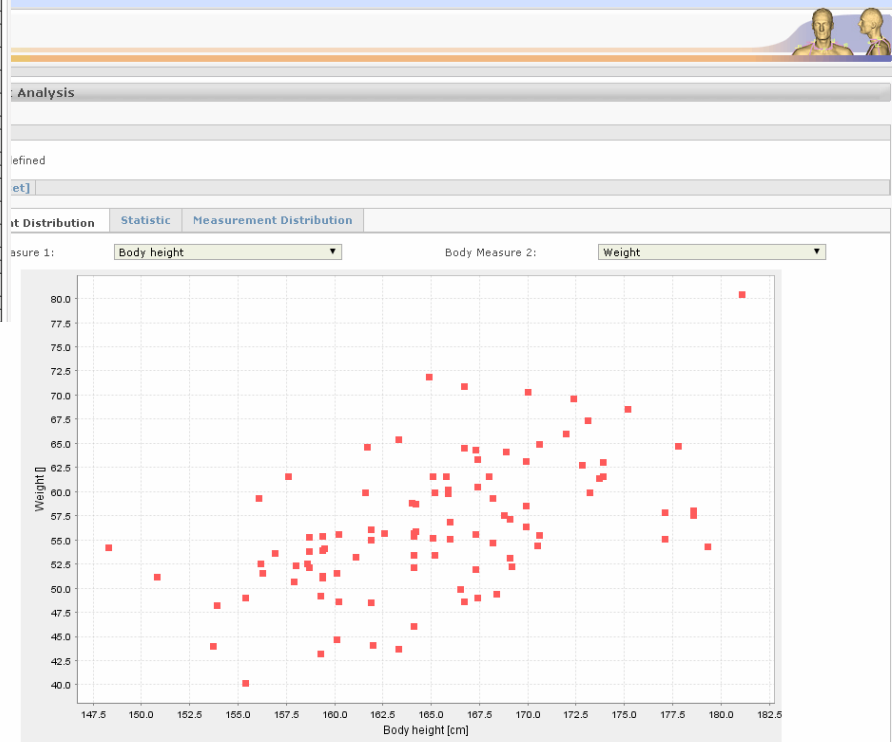 Analysis
efined
et]
t Distribution Statistic Measurement Distribution
asure 1: Body height Body Measure 2: Weight
80.0
77.5
75.0
72.5
70.0
67.5
65.0
62.5
60.0
57.5
55.0
52.5
50.0
47.5
45.0
42.5
40.0
Weight []
147.5 150.0 152.5 155.0 157.5 160.0 162.5 165.0 167.5 170.0 172.5 175.0 177.5 180.0 182.5
Body height [cm]